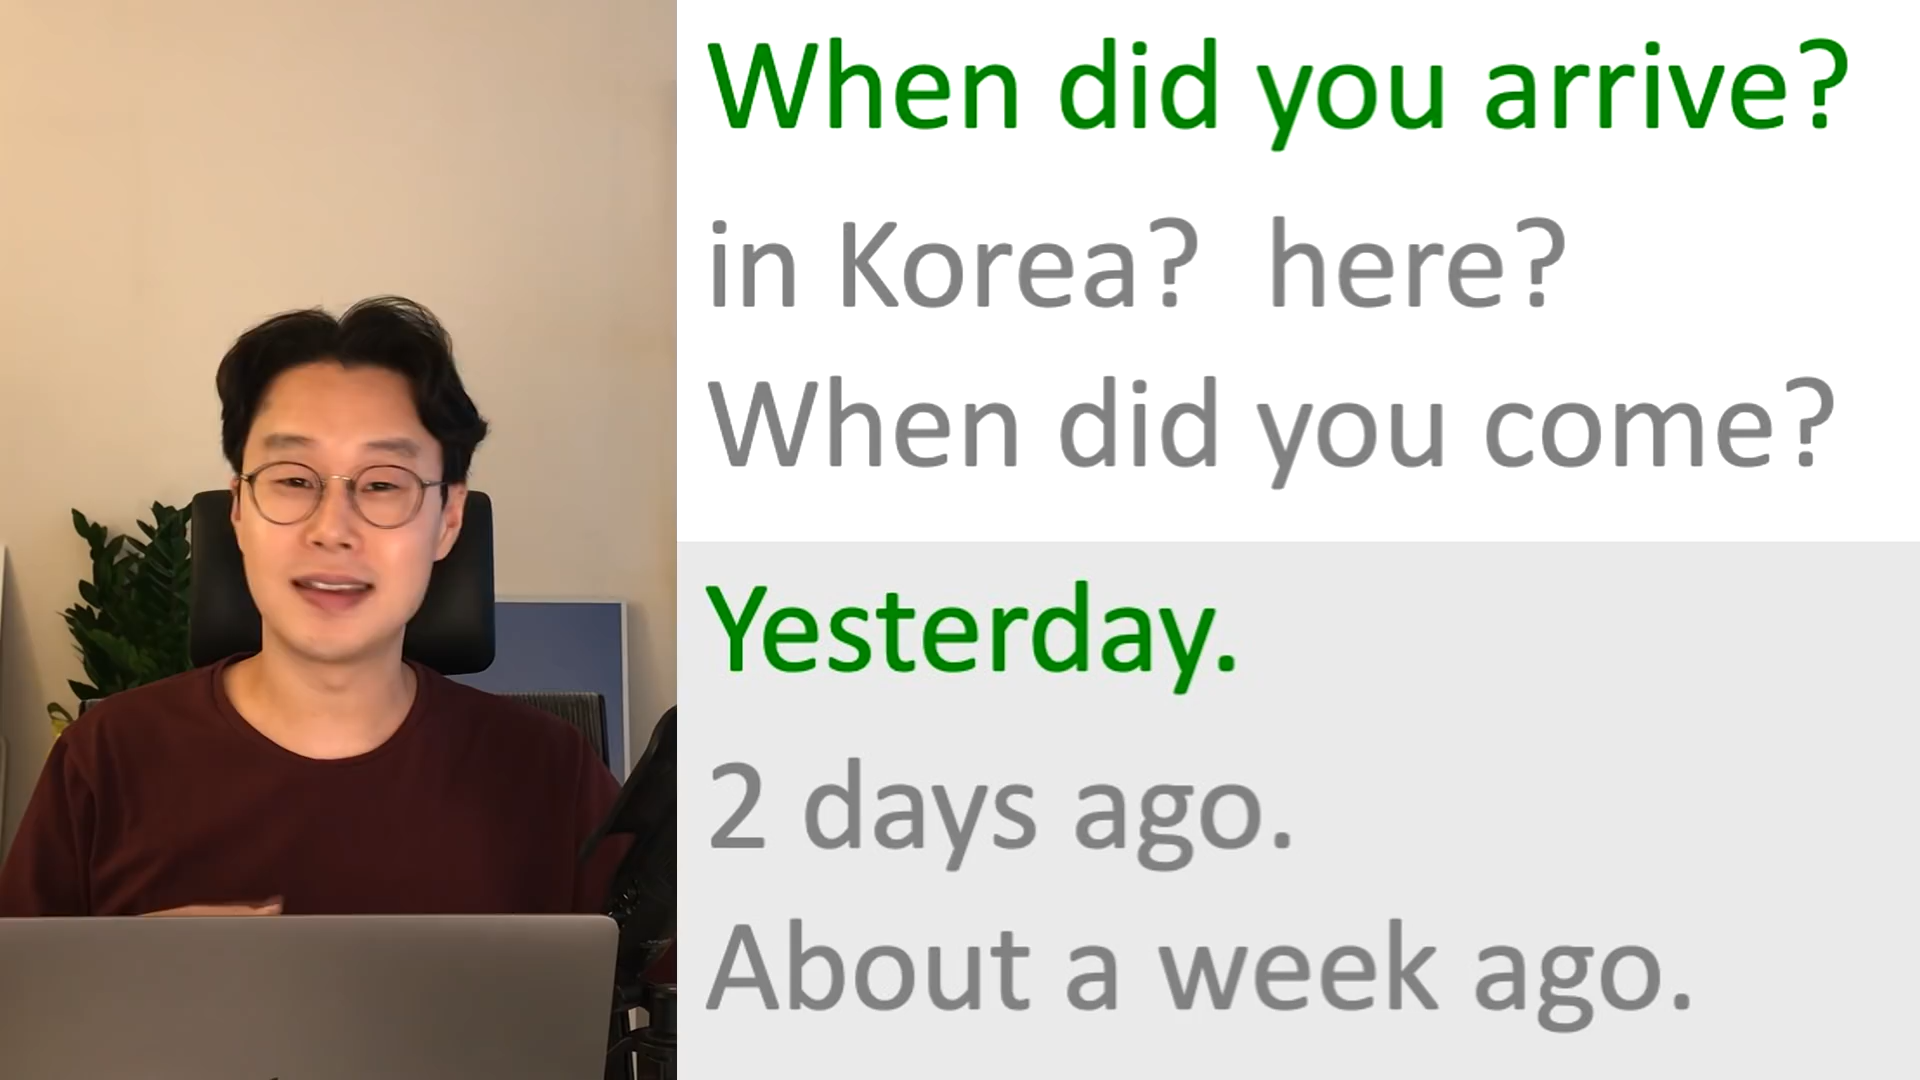 When did you arrive?
in Korea?  here?
When did you come?
Yesterday.
2 days ago.
About a week ago.